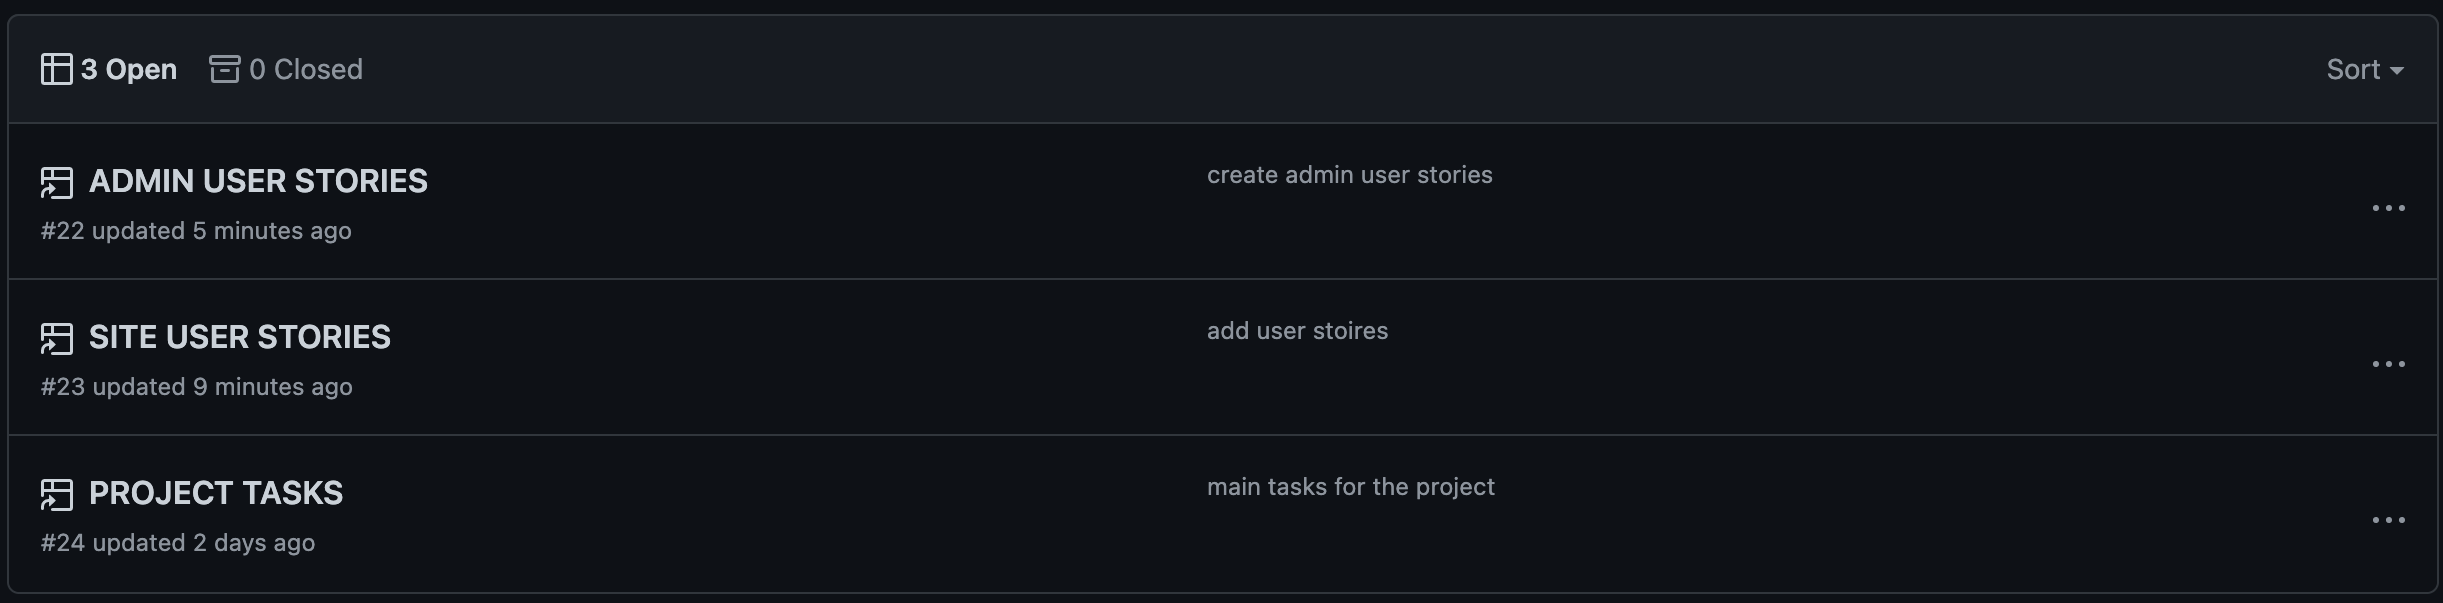 3 Open 0 Closed Sort
ADMIN USER STORIES create admin user stories
#22 updated 5 minutes ago
SITE USER STORIES add user stoires
#23 updated 9 minutes ago
PROJECT TASKS main tasks for the project
#24 updated 2 days ago